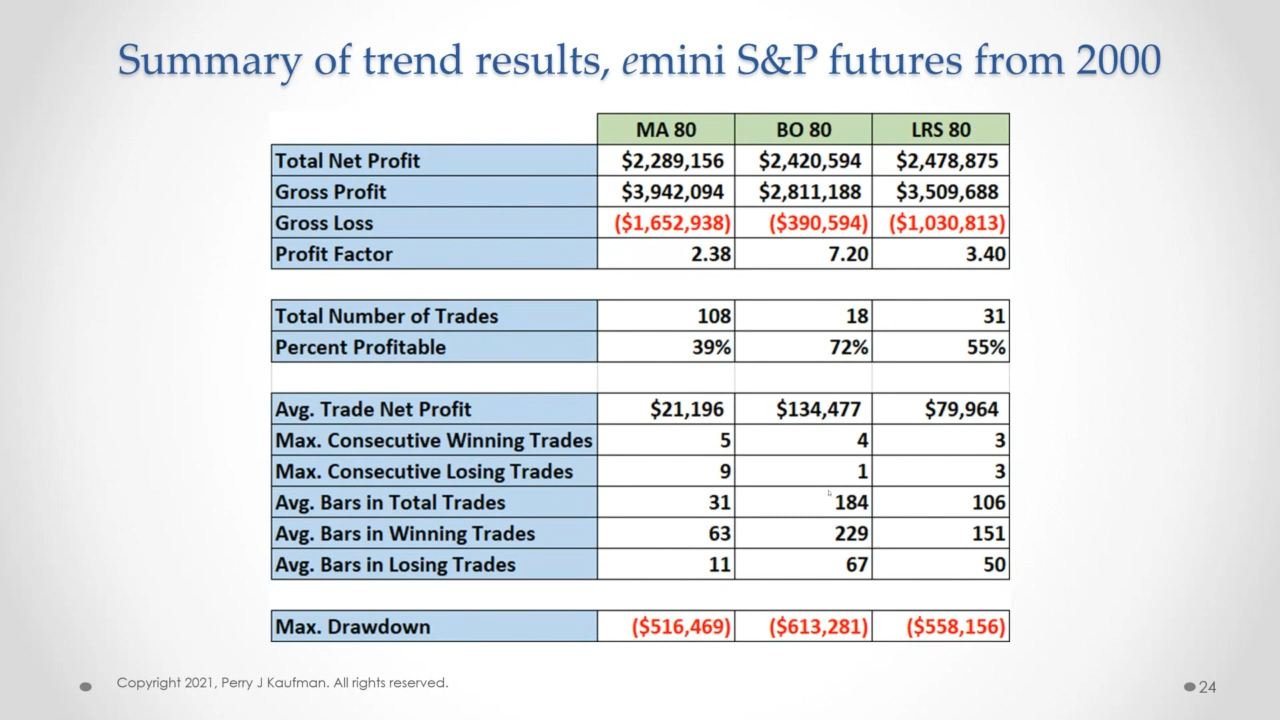 Summary of trend results, emini S&P futures from 2000
MA 80 BO 80 LRS 80
Total Net Profit $2,289,156 $2,420,594 $2,478,875
Gross Profit $3,942,094 $2,811,188 $3,509,688
Gross Loss ($1,652,938) ($390,594) ($1,030,813)
Profit Factor 2.38 7.20 3.40
Total Number of Trades 108 18 31
Percent Profitable 39% 72% 55%
Avg. Trade Net Profit $21,196 $134,477 $79,964
Max. Consecutive Winning Trades 5 4 3
Max. Consecutive Losing Trades 9 1 3
Avg. Bars in Total Trades 31 184 106
Avg. Bars in Winning Trades 63 229 151
Avg. Bars in Losing Trades 11 67 50
Max. Drawdown ($516,469) ($613,281) ($558,156)
Copyright 2021, Perry J Kaufman. All rights reserved.
24